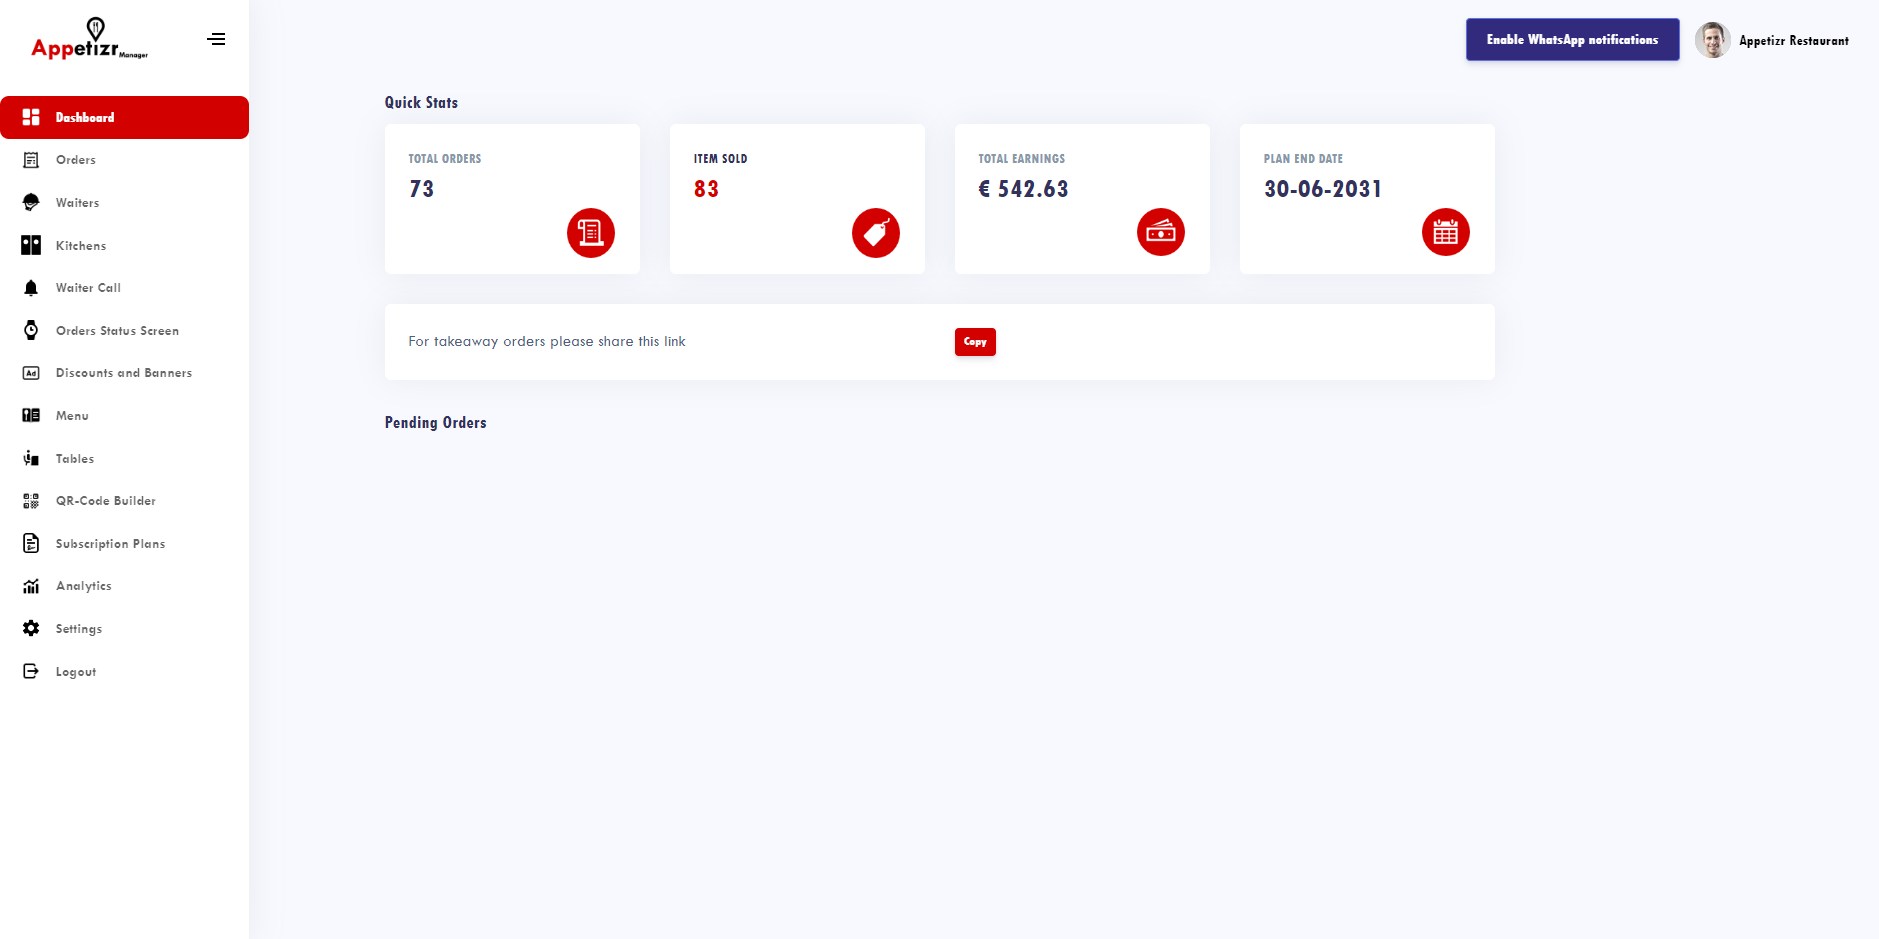 Appetizr Manager
Enable WhatsApp notifications
Appetizr Restaurant
Dashboard
Orders
Waiters
Kitchens
Waiter Call
Orders Status Screen
Ad
Discounts and Banners
Menu
Tables
QR-Code Builder
Subscription Plans
Analytics
Settings
Logout
Quick Stats
TOTAL ORDERS
73
ITEM SOLD
83
TOTAL EARNINGS
€ 542.63
PLAN END DATE
30-06-2031
For takeaway orders please share this link
Copy
Pending Orders